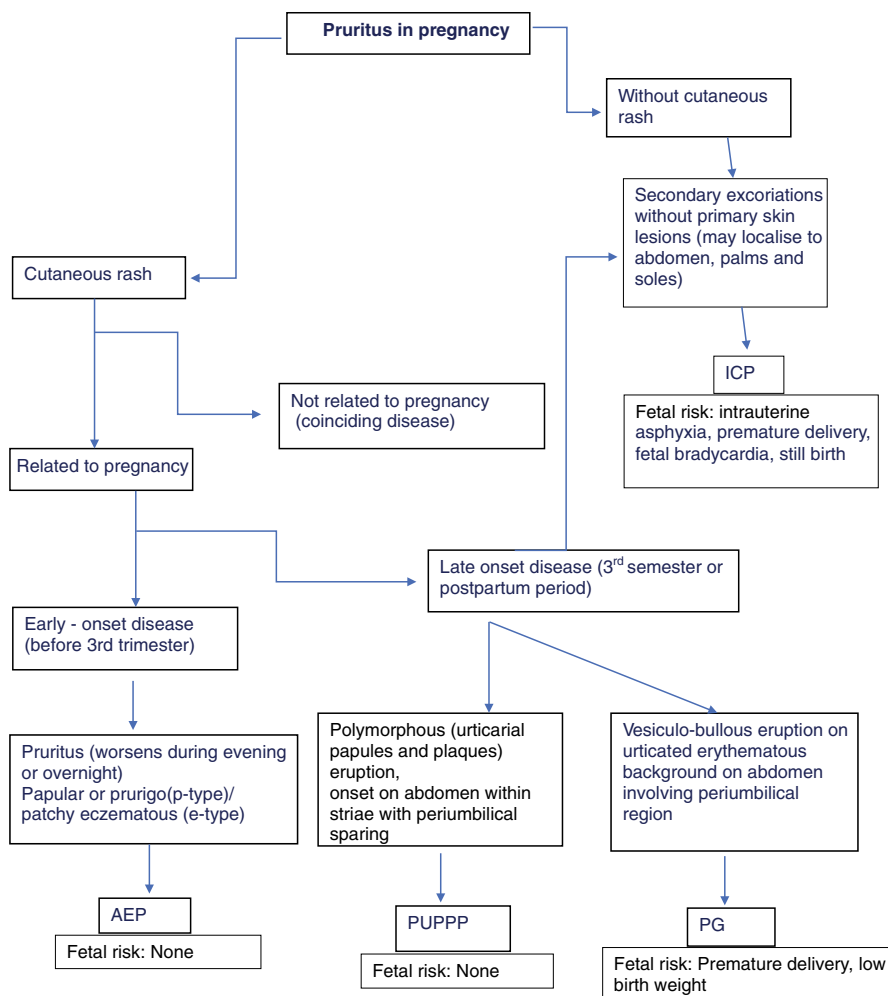 Pruritus in pregnancy
Without cutaneous
rash
Secondary excoriations
without primary skin
lesions (may localise to
abdomen, palms and
soles)
Cutaneous rash
ICP
Not related to pregnancy
(coinciding disease)
Fetal risk: intrauterine
asphyxia, premature delivery,
fetal bradycardia, still birth
Related to pregnancy
Late onset disease (3rd semester or
postpartum period)
Early - onset disease
(before 3rd trimester)
Pruritus (worsens during evening
or overnight)
Papular or prurigo(p-type)/
patchy eczematous (e-type)
Polymorphous (urticarial
papules and plaques)
eruption,
onset on abdomen within
striae with periumbilical
sparing
Vesiculo-bullous eruption on
urticated erythematous
background on abdomen
involving periumbilical
region
AEP
Fetal risk: None
PUPPP
Fetal risk: None
PG
Fetal risk: Premature delivery, low
birth weight